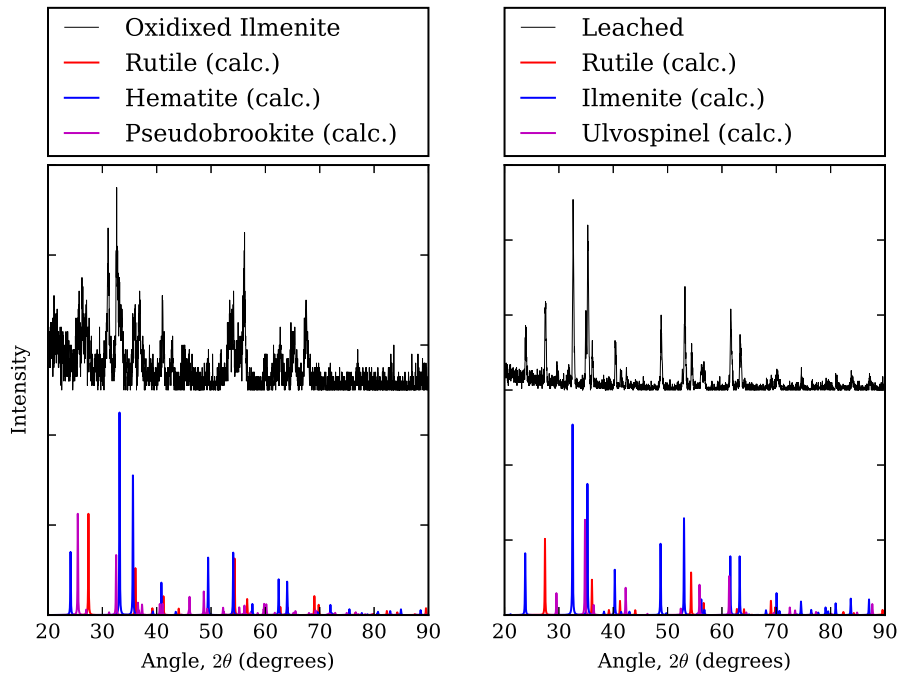 Oxidixed Ilmenite
Rutile (calc.)
Hematite (calc.)
Pseudobrookite (calc.)
Leached
Rutile (calc.)
Ilmenite (calc.)
Ulvospinel (calc.)
Intensity
20 30 40 50 60 70 80 90
Angle, 2θ (degrees)
20 30 40 50 60 70 80 90
Angle, 2θ (degrees)